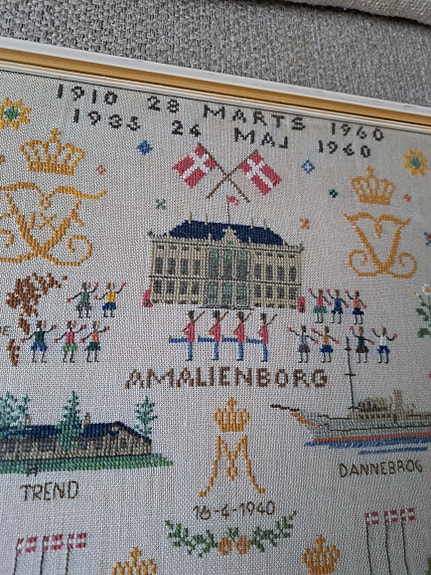 1910 28 MARTS 1960
1935 24 MAJ 1960
AMALIENBORG
TREND
DANNEBROG
16-4-1940